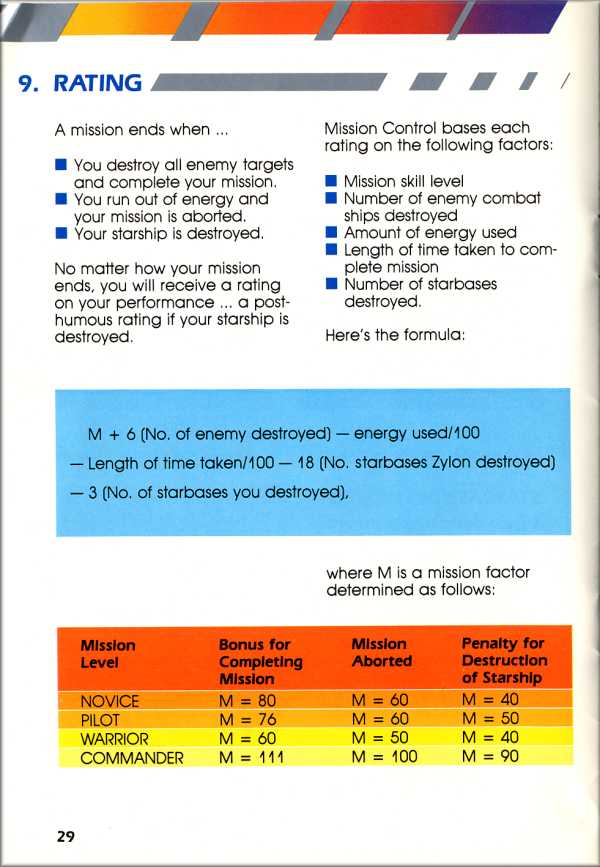 9. RATING
A mission ends when ...
■ You destroy all enemy targets
and complete your mission.
■ You run out of energy and
your mission is aborted.
■ Your starship is destroyed.
No matter how your mission
ends, you will receive a rating
on your performance ... a post-
humous rating if your starship is
destroyed.
Mission Control bases each
rating on the following factors:
■ Mission skill level
■ Number of enemy combat
ships destroyed
■ Amount of energy used
■ Length of time taken to com-
plete mission
■ Number of starbases
destroyed.
Here's the formula:
M + 6 (No. of enemy destroyed) — energy used/100
— Length of time taken/100 — 18 (No. starbases Zylon destroyed)
— 3 (No. of starbases you destroyed),
where M is a mission factor
determined as follows:
Mission Level Bonus for Completing Mission Mission Aborted Penalty for Destruction of Starship
NOVICE M = 80 M = 60 M = 40
PILOT M = 76 M = 60 M = 50
WARRIOR M = 60 M = 50 M = 40
COMMANDER M = 111 M = 100 M = 90
29